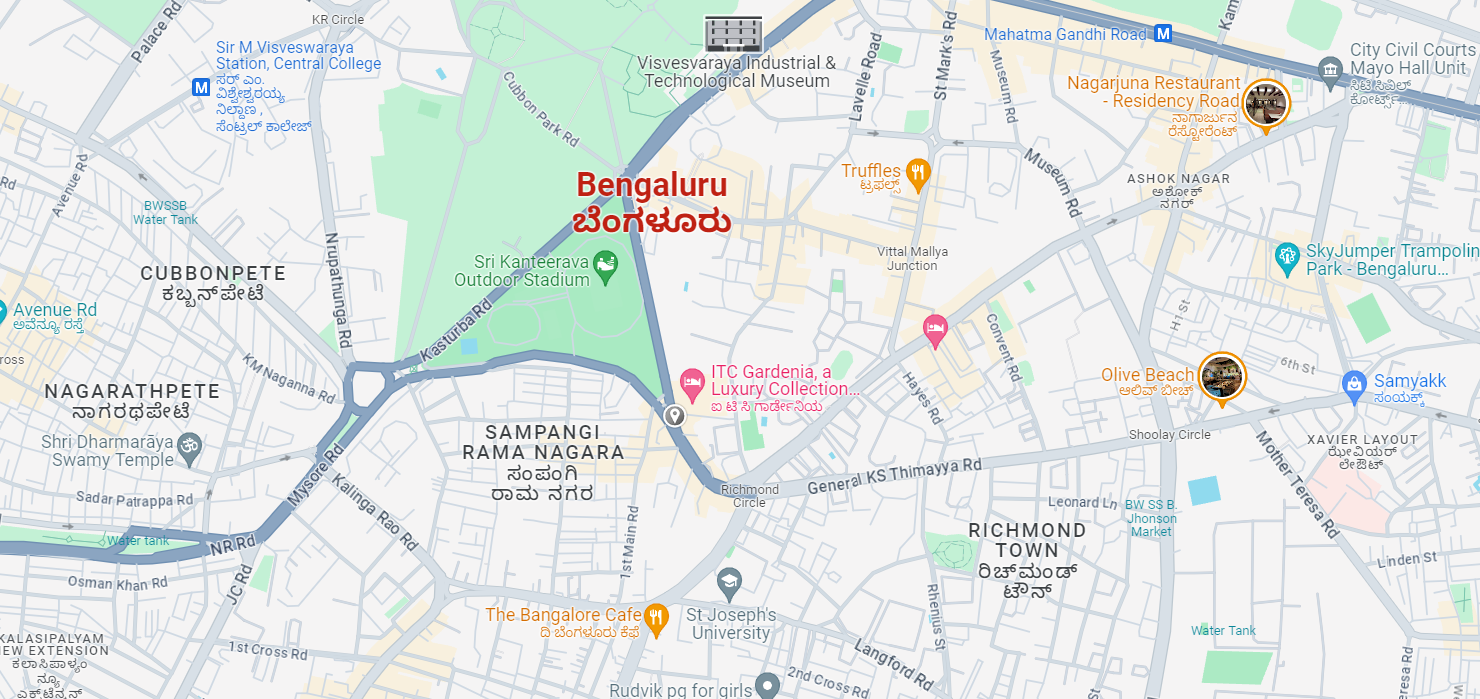 Palace Rd
KR Circle
Sir M Visveswaraya
Station, Central College
ಸರ್ ಎಂ.
ವಿಶ್ವೇಶ್ವರಯ್ಯ
ನಿಲ್ದಾಣ,
ಸೆಂಟ್ರಲ್ ಕಾಲೇಜ್
M
Cubbon Park Rd
Visvesvaraya Industrial &
Technological Museum
Lavelle Road
St Mark's Rd
Mahatma Gandhi Road
M
Museum Rd
Kam
City Civil Courts
Mayo Hall Unit
ಸಿಟಿ ಸಿವಿಲ್
ಕೋರ್ಟ್ಸ್...
Nagarjuna Restaurant
- Residency Road
ನಾಗಾರ್ಜುನ
ರೆಸ್ಟೋರೆಂಟ್
Avenue Rd
Rd
BWSSB
Water Tank
Bengaluru
ಬೆಂಗಳೂರು
Truffles
ಟ್ರಫಲ್ಸ್
Museum Rd
ASHOK NAGAR
ಅಶೋಕ್
ನಗರ್
Vittal Mallya
Junction
SkyJumper Trampolin
Park - Bengaluru...
CUBBONPETE
ಕಬ್ಬನ್‌ಪೇಟೆ
Nrupathunga Rd
Sri Kanteerava
Outdoor Stadium
Kasturba Rd
Avenue Rd
ಅವೆನ್ಯೂ ರಸ್ತೆ
ross
H1 St
Convent Rd
6th St
KM Naganna Rd
NAGARATHPETE
ನಾಗರಥಪೇಟೆ
ITC Gardenia, a
Luxury Collection...
ಐ ಟಿ ಸಿ ಗಾರ್ಡೇನಿಯ
Hayes Rd
Olive Beach
ಆಲಿವ್ ಬೀಚ್
Samyakk
ಸಂಯಕ್ಕ್
Shri Dharmarāya
Swamy Temple
SAMPANGI
RAMA NAGARA
ಸಂಪಂಗಿ
ರಾಮ ನಗರ
Shoolay Circle
XAVIER LAYOUT
ಝೇವಿಯರ್
ಲೇಔಟ್
Mother Teresa Rd
Mysore Rd
General KS Thimayya Rd
Richmond
Circle
Sadar Patrappa Rd
Kalinga Rao Rd
Leonard Ln
BW SS B.
Jhonson
Market
Water tank
NR Rd
1st Main Rd
RICHMOND
TOWN
ರಿಚ್‌ಮಂಡ್
ಟೌನ್
Linden St
Osman Khan Rd
JC Rd
Rhenius St
The Bangalore Cafe
ದಿ ಬೆಂಗಳೂರು ಕೆಫೆ
St Joseph's
University
Water Tank
KALASIPALYAM
NEW EXTENSION
ಕಲಾಸಿಪಾಳ್ಯಂ
ನ್ಯೂ
ಎಕ್ಸ್‌ಟೆನ್ಶನ್
1st Cross Rd
Langford Rd
2nd Cross Rd
Rudvik pg for girls
eresa Rd